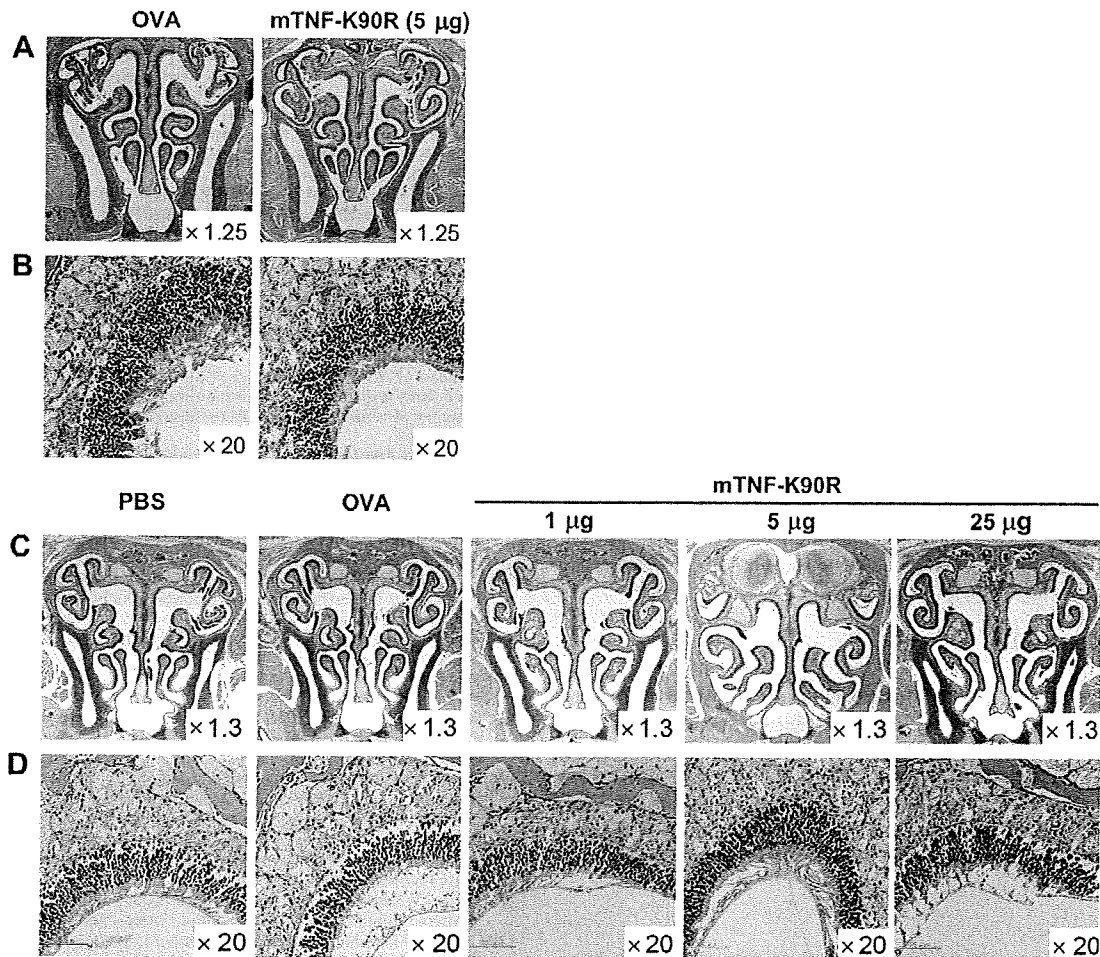 OVA mTNF-K90R (5 µg)
A
× 1.25 × 1.25
B
× 20 × 20
mTNF-K90R
PBS OVA
1 µg 5 µg 25 µg
C
× 1.3 × 1.3 × 1.3 × 1.3 × 1.3
D
× 20 × 20 × 20 × 20 × 20